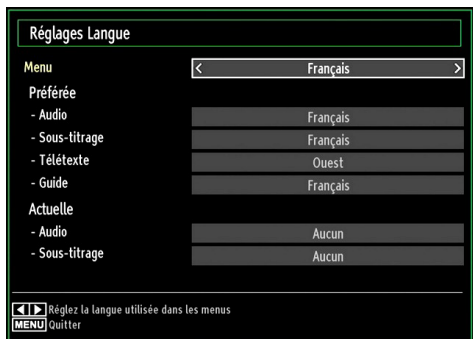 Réglages Langue
Menu < Français >
Préférée
- Audio Français
- Sous-titrage Français
- Télétexte Ouest
- Guide Français
Actuelle
- Audio Aucun
- Sous-titrage Aucun
Réglez la langue utilisée dans les menus
MENU Quitter